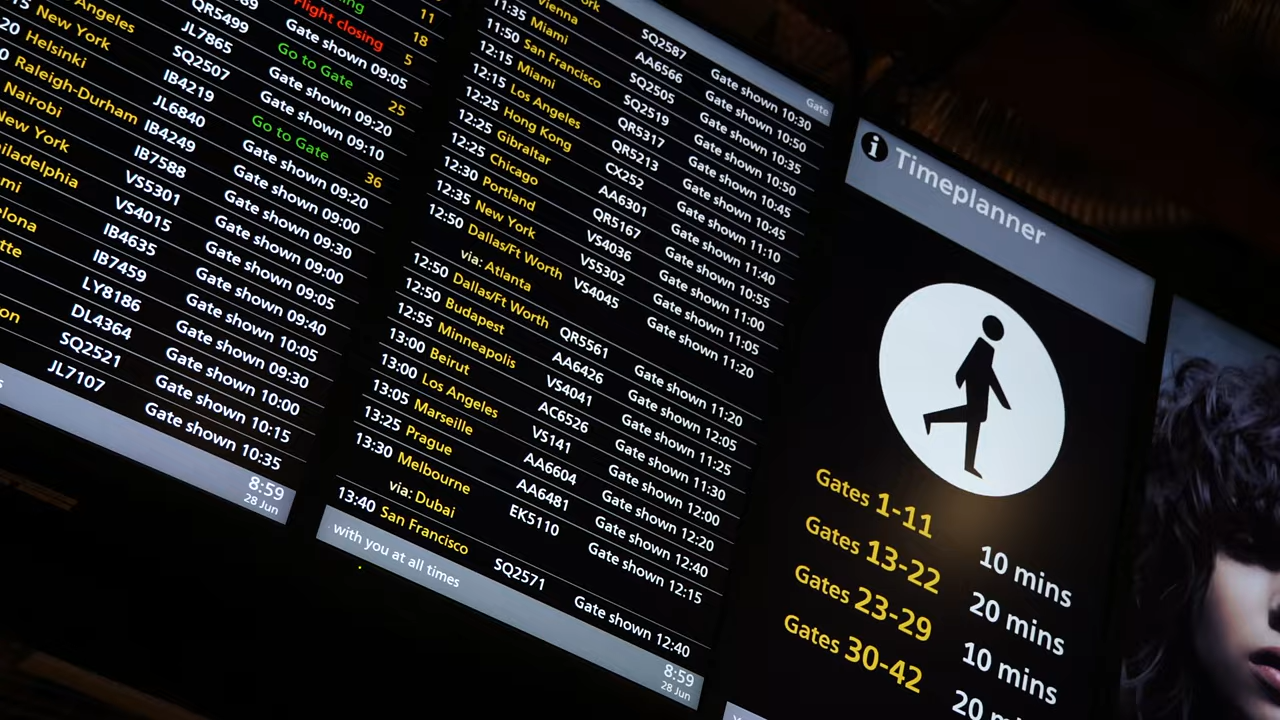 11
Flight closing 18
Gate shown 09:05 5
QR5499 Go to Gate 25
JL7865 Gate shown 09:20
Angeles SQ2507 Gate shown 09:10
New York IB4219 Go to Gate 36
Helsinki JL6840 Gate shown 09:20
Raleigh-Durham IB4249 Gate shown 09:00
Nairobi IB7588 Gate shown 09:30
New York VS5301 Gate shown 09:00
iladelphia VS4015 Gate shown 09:05
mi IB4635 Gate shown 09:40
elona IB7459 Gate shown 10:05
tte LY8186 Gate shown 09:30
DL4364 Gate shown 10:00
on SQ2521 Gate shown 10:15
JL7107 Gate shown 10:35
8:59
28 Jun
Gate
ork SQ2587 Gate shown 10:30
Vienna AA6566 Gate shown 10:50
11:35 Miami SQ2505 Gate shown 10:35
11:50 San Francisco SQ2519 Gate shown 10:50
12:15 Miami QR5317 Gate shown 10:45
12:15 Los Angeles QR5213 Gate shown 10:45
12:25 Hong Kong CX252 Gate shown 11:10
12:25 Gibraltar AA6301 Gate shown 11:40
12:25 Chicago QR5167 Gate shown 10:55
12:30 Portland VS4036 Gate shown 11:00
12:35 New York VS5302 Gate shown 11:05
12:50 Dallas/Ft Worth VS4045 Gate shown 11:20
via: Atlanta
12:50 Dallas/Ft Worth QR5561 Gate shown 11:20
12:50 Budapest AA6426 Gate shown 12:05
12:55 Minneapolis VS4041 Gate shown 11:25
13:00 Beirut AC6526 Gate shown 11:30
13:00 Los Angeles VS141 Gate shown 12:00
13:05 Marseille AA6604 Gate shown 12:20
13:25 Prague AA6481 Gate shown 12:40
13:30 Melbourne EK5110 Gate shown 12:15
via: Dubai
13:40 San Francisco SQ2571 Gate shown 12:40
with you at all times
8:59
28 Jun
i Timeplanner
Gates 1-11 10 mins
Gates 13-22 20 mins
Gates 23-29 10 mins
Gates 30-42 20 m